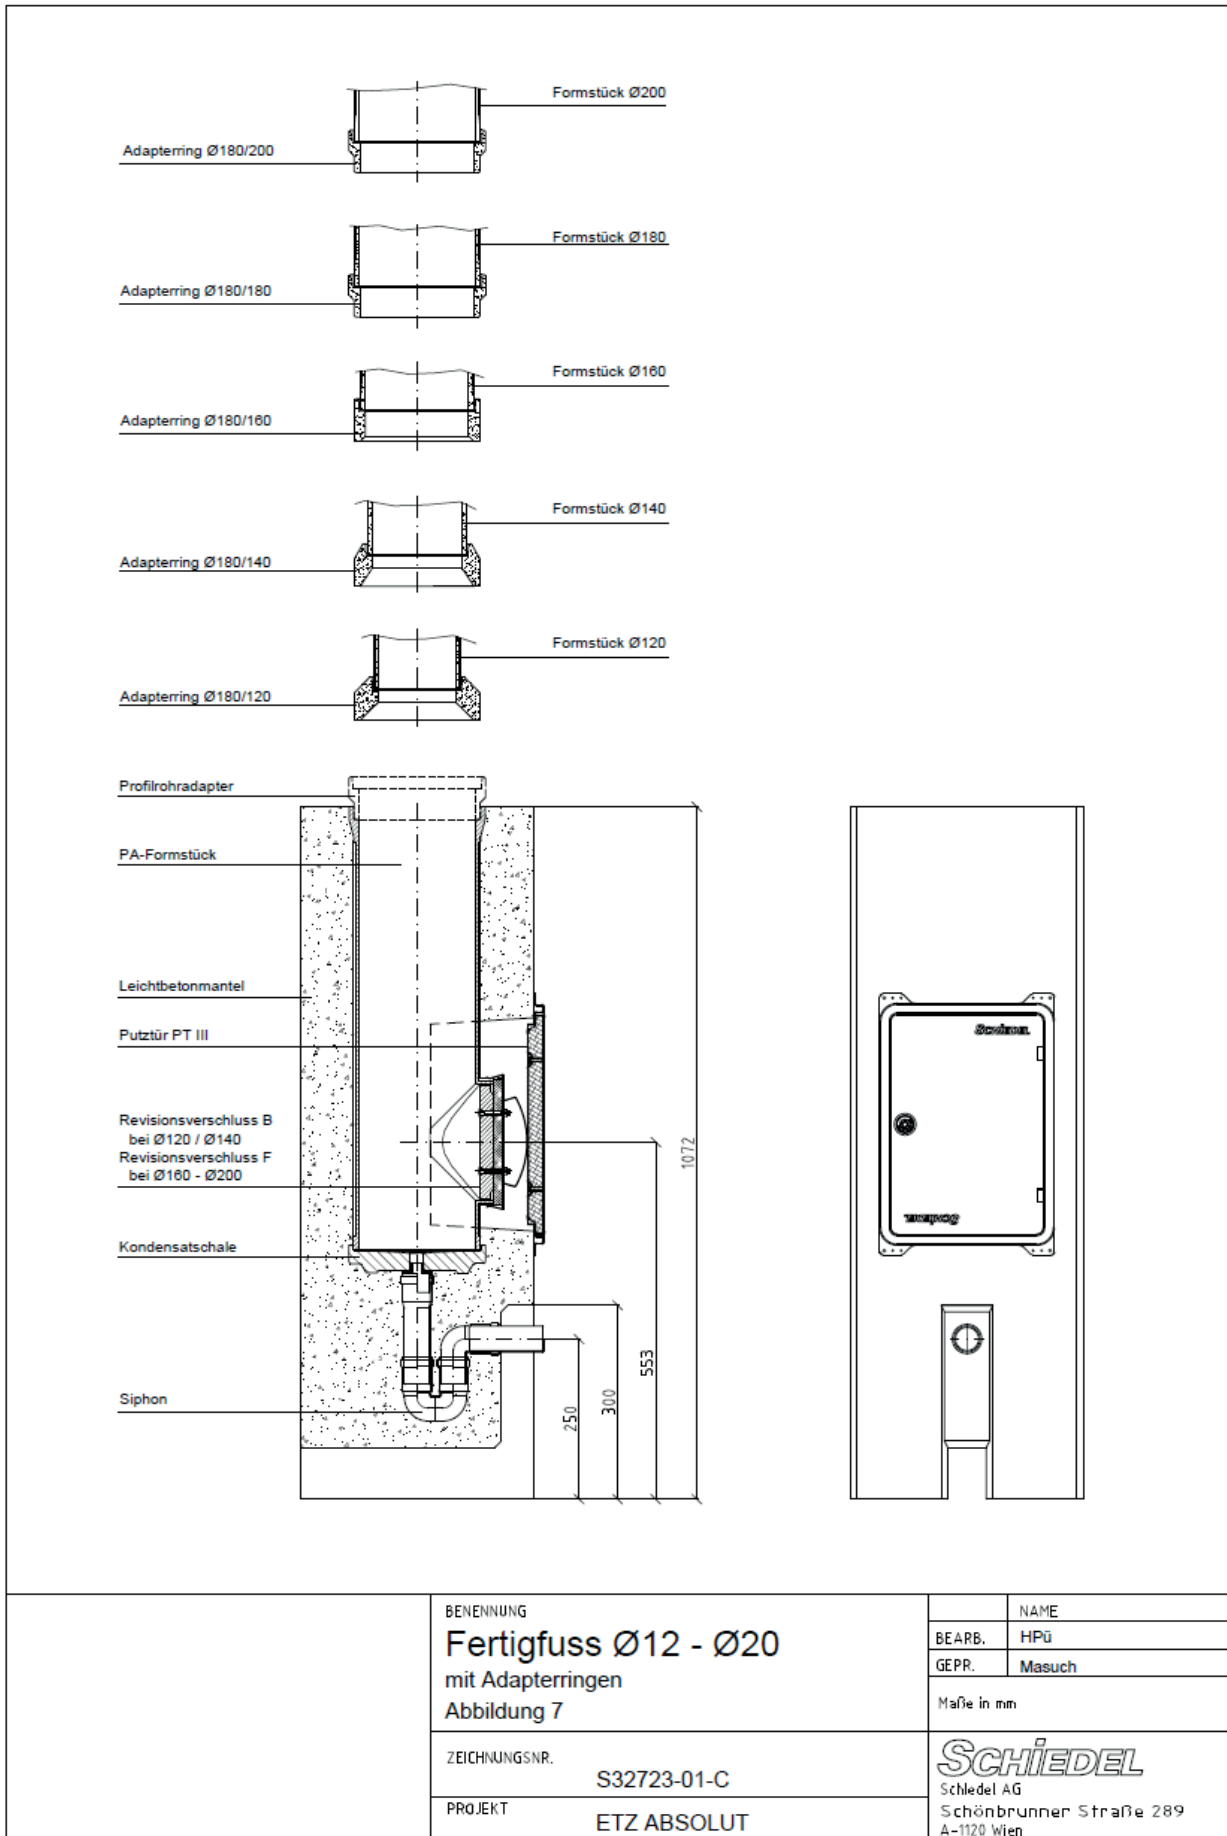 Formstück Ø200
Adapterring Ø180/200
Formstück Ø180
Adapterring Ø180/180
Formstück Ø160
Adapterring Ø180/160
Formstück Ø140
Adapterring Ø180/140
Formstück Ø120
Adapterring Ø180/120
Profilrohradapter
PA-Formstück
Leichtbetonmantel
Putztür PT III
Revisionsverschluss B
bei Ø120 / Ø140
Revisionsverschluss F
bei Ø160 - Ø200
Kondensatschale
Siphon
250
300
553
1072
SCHIEDEL
SCHIEDEL
BENENNUNG
Fertigfuss Ø12 - Ø20
mit Adapterringen
Abbildung 7
ZEICHNUNGSNR.
S32723-01-C
PROJEKT
ETZ ABSOLUT
NAME
BEARB. HPü
GEPR. Masuch
Maße in mm
SCHIEDEL
Schiedel AG
Schönbrunner Straße 289
A-1120 Wien